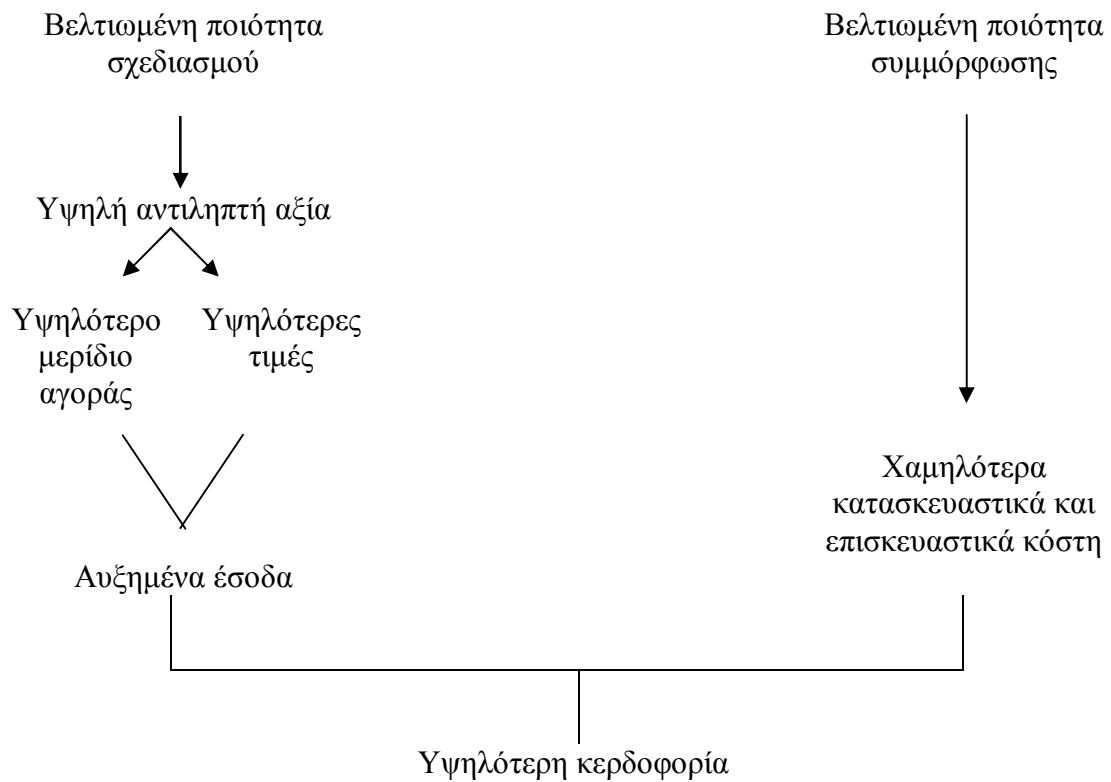 Βελτιωμένη ποιότητα
σχεδιασμού
Βελτιωμένη ποιότητα
συμμόρφωσης
Υψηλή αντιληπτή αξία
Υψηλότερο
μερίδιο
αγοράς
Υψηλότερες
τιμές
Χαμηλότερα
κατασκευαστικά και
επισκευαστικά κόστη
Αυξημένα έσοδα
Υψηλότερη κερδοφορία